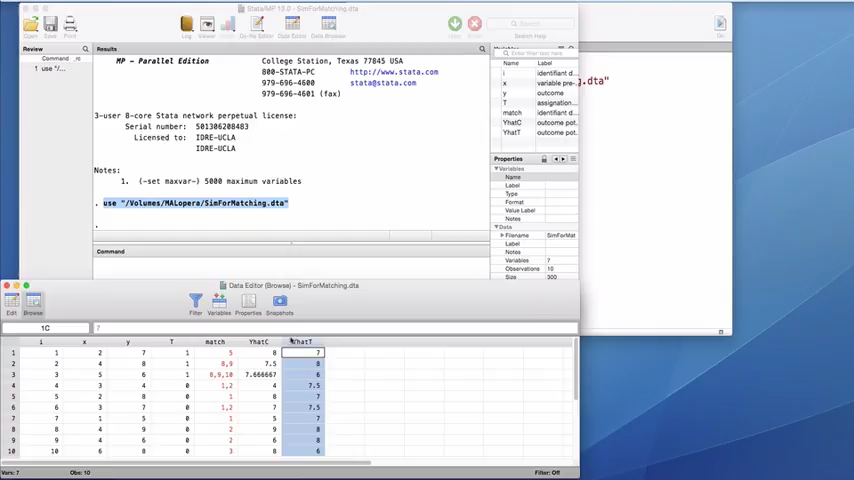 Stata/MP 13.0 - SimForMatching.dta
Open Save Print Log Viewer Do-file Editor Data Editor Data Browser Search Help
Review Results
Command _rc
1 use "/...
MP - Parallel Edition College Station, Texas 77845 USA
800-STATA-PC http://www.stata.com
979-696-4600 stata@stata.com
979-696-4601 (fax)
3-user 8-core Stata network perpetual license:
Serial number: 501306208483
Licensed to: IDRE-UCLA
IDRE-UCLA
Notes:
1. (-set maxvar-) 5000 maximum variables
. use "/Volumes/MALopera/SimForMatching.dta"
.
Command
Enter filter text here
Name Label
i identifiant d...
x variable pre-
y outcome
T assignation...
match identifiant d...
YhatC outcome pot.
YhatT outcome pot.
Properties
Variables
Name
Label
Type
Format
Value Label
Notes
Data
Filename SimForMat
Label
Notes
Variables 7
Observations 10
Size 300
Do
g.dta"
Data Editor (Browse) - SimForMatching.dta
Edit Browse Filter Variables Properties Snapshots
1C 7
i x y T match YhatC YhatT
1 1 2 7 1 5 8 7
2 2 4 8 1 8,9 7.5 8
3 3 5 6 1 8,9,10 7.666667 6
4 4 3 4 0 1,2 4 7.5
5 5 2 8 0 1 8 7
6 6 3 7 0 1,2 7 7.5
7 7 1 5 0 1 5 7
8 8 4 9 0 2 9 8
9 9 4 6 0 2 6 8
10 10 6 8 0 3 8 6
Vars: 7 Obs: 10 Filter: Off